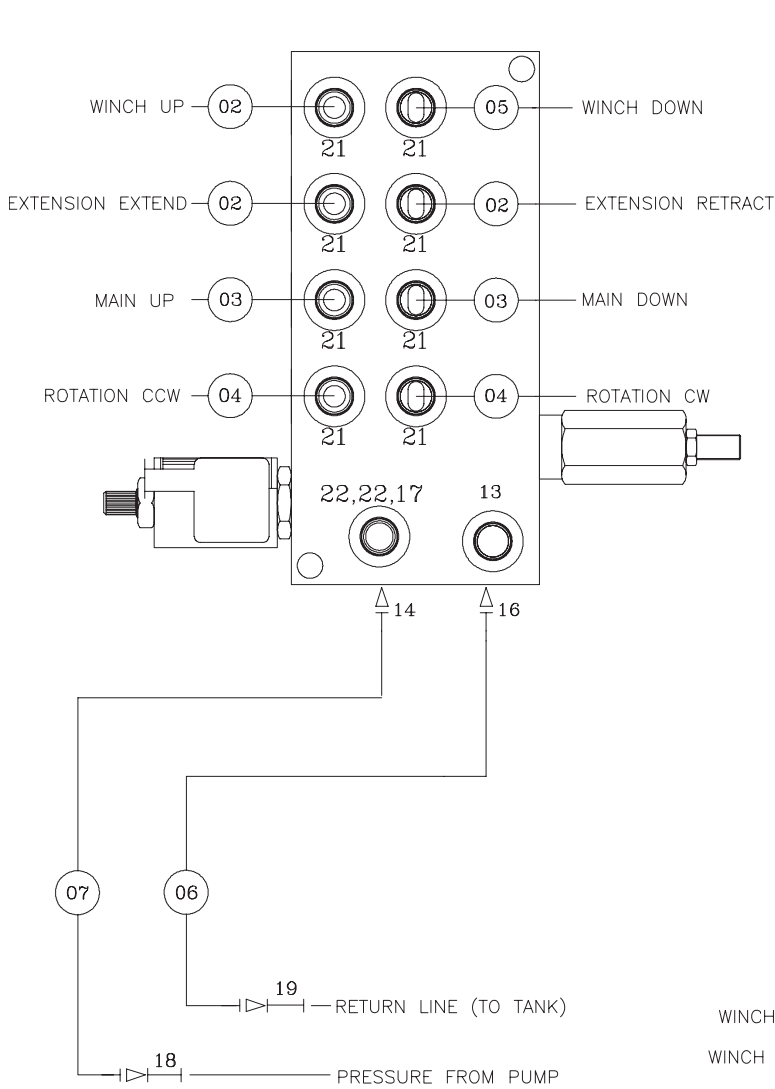 WINCH UP 02 05 WINCH DOWN
21 21
EXTENSION EXTEND 02 02 EXTENSION RETRACT
21 21
MAIN UP 03 03 MAIN DOWN
21 21
ROTATION CCW 04 04 ROTATION CW
21 21
22,22,17 13
14 16
07 06
19
RETURN LINE (TO TANK)
WINCH
18
PRESSURE FROM PUMP
WINCH